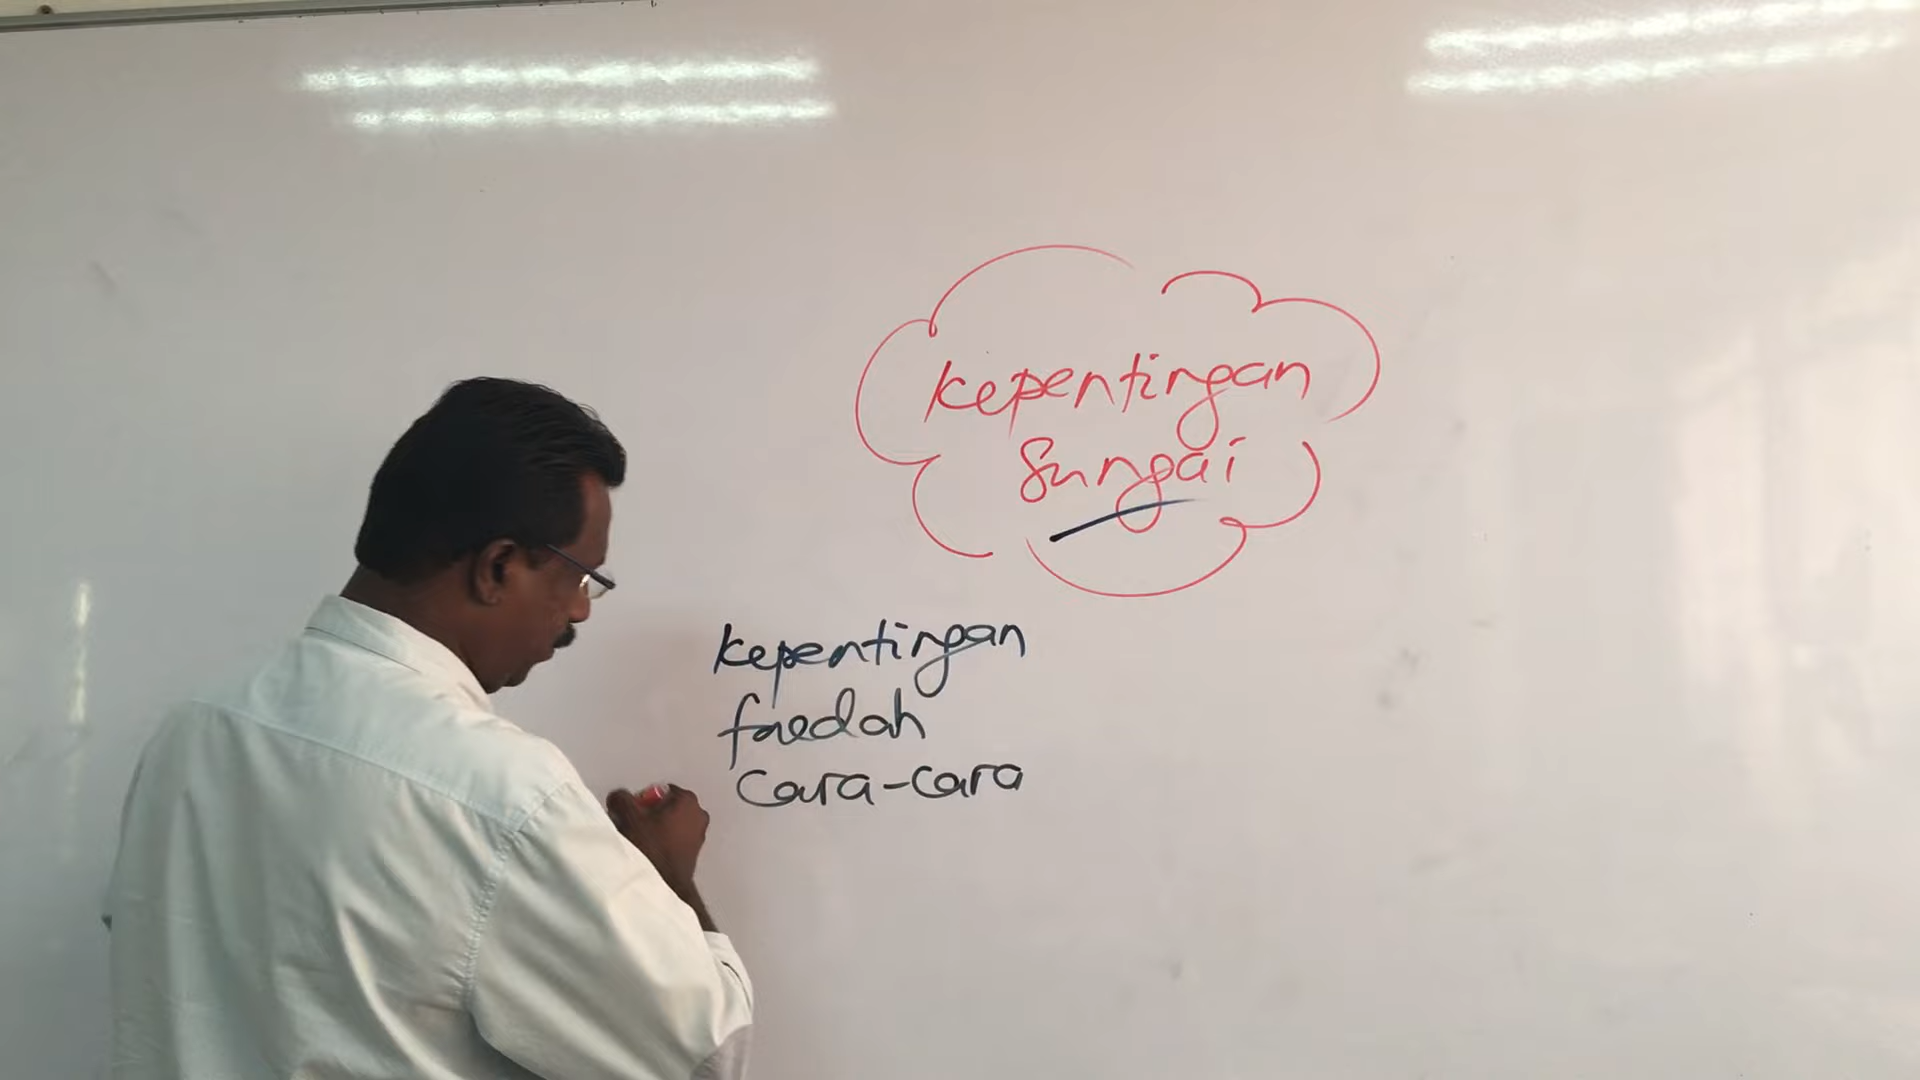 kepentingan
sungai
kepentingan
faedah
cara-cara